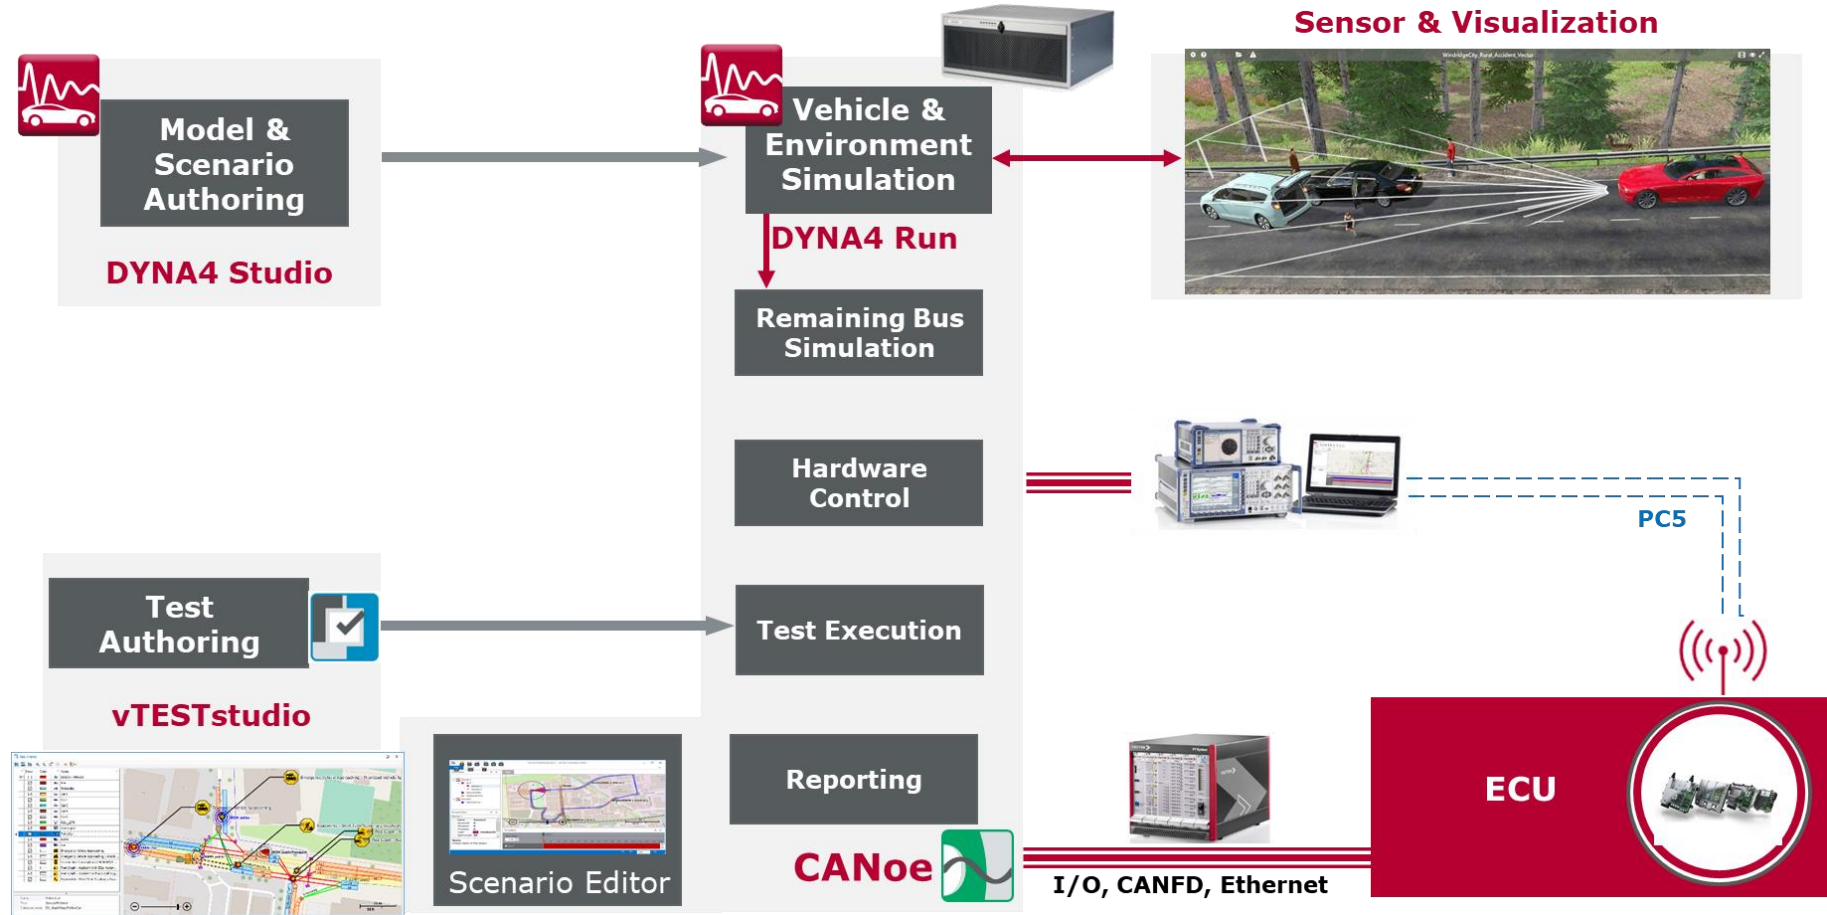 Sensor & Visualization
WindridgeCity_Rural_Accident_Vector
Model &
Scenario
Authoring
DYNA4 Studio
Vehicle &
Environment
Simulation
DYNA4 Run
Remaining Bus
Simulation
Hardware
Control
PC5
Test
Authoring
vTESTstudio
Test Execution
Scenario Editor
Reporting
CANoe
I/O, CANFD, Ethernet
ECU